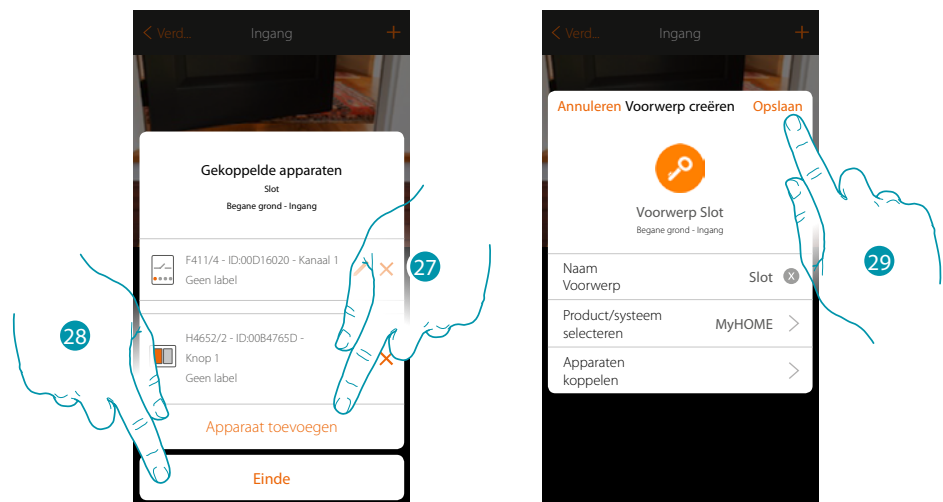 Verd...
Ingang
+
Gekoppelde apparaten
Slot
Begane grond - Ingang
F411/4 - ID:00D16020 - Kanaal 1
Geen label
27
H4652/2 - ID:00B4765D -
Knop 1
Geen label
28
Apparaat toevoegen
Einde
Verd...
Ingang
+
Annuleren Voorwerp creëren Opslaan
Voorwerp Slot
Begane grond - Ingang
29
Naam
Voorwerp
Slot X
Product/systeem
selecteren
MyHOME
Apparaten
koppelen